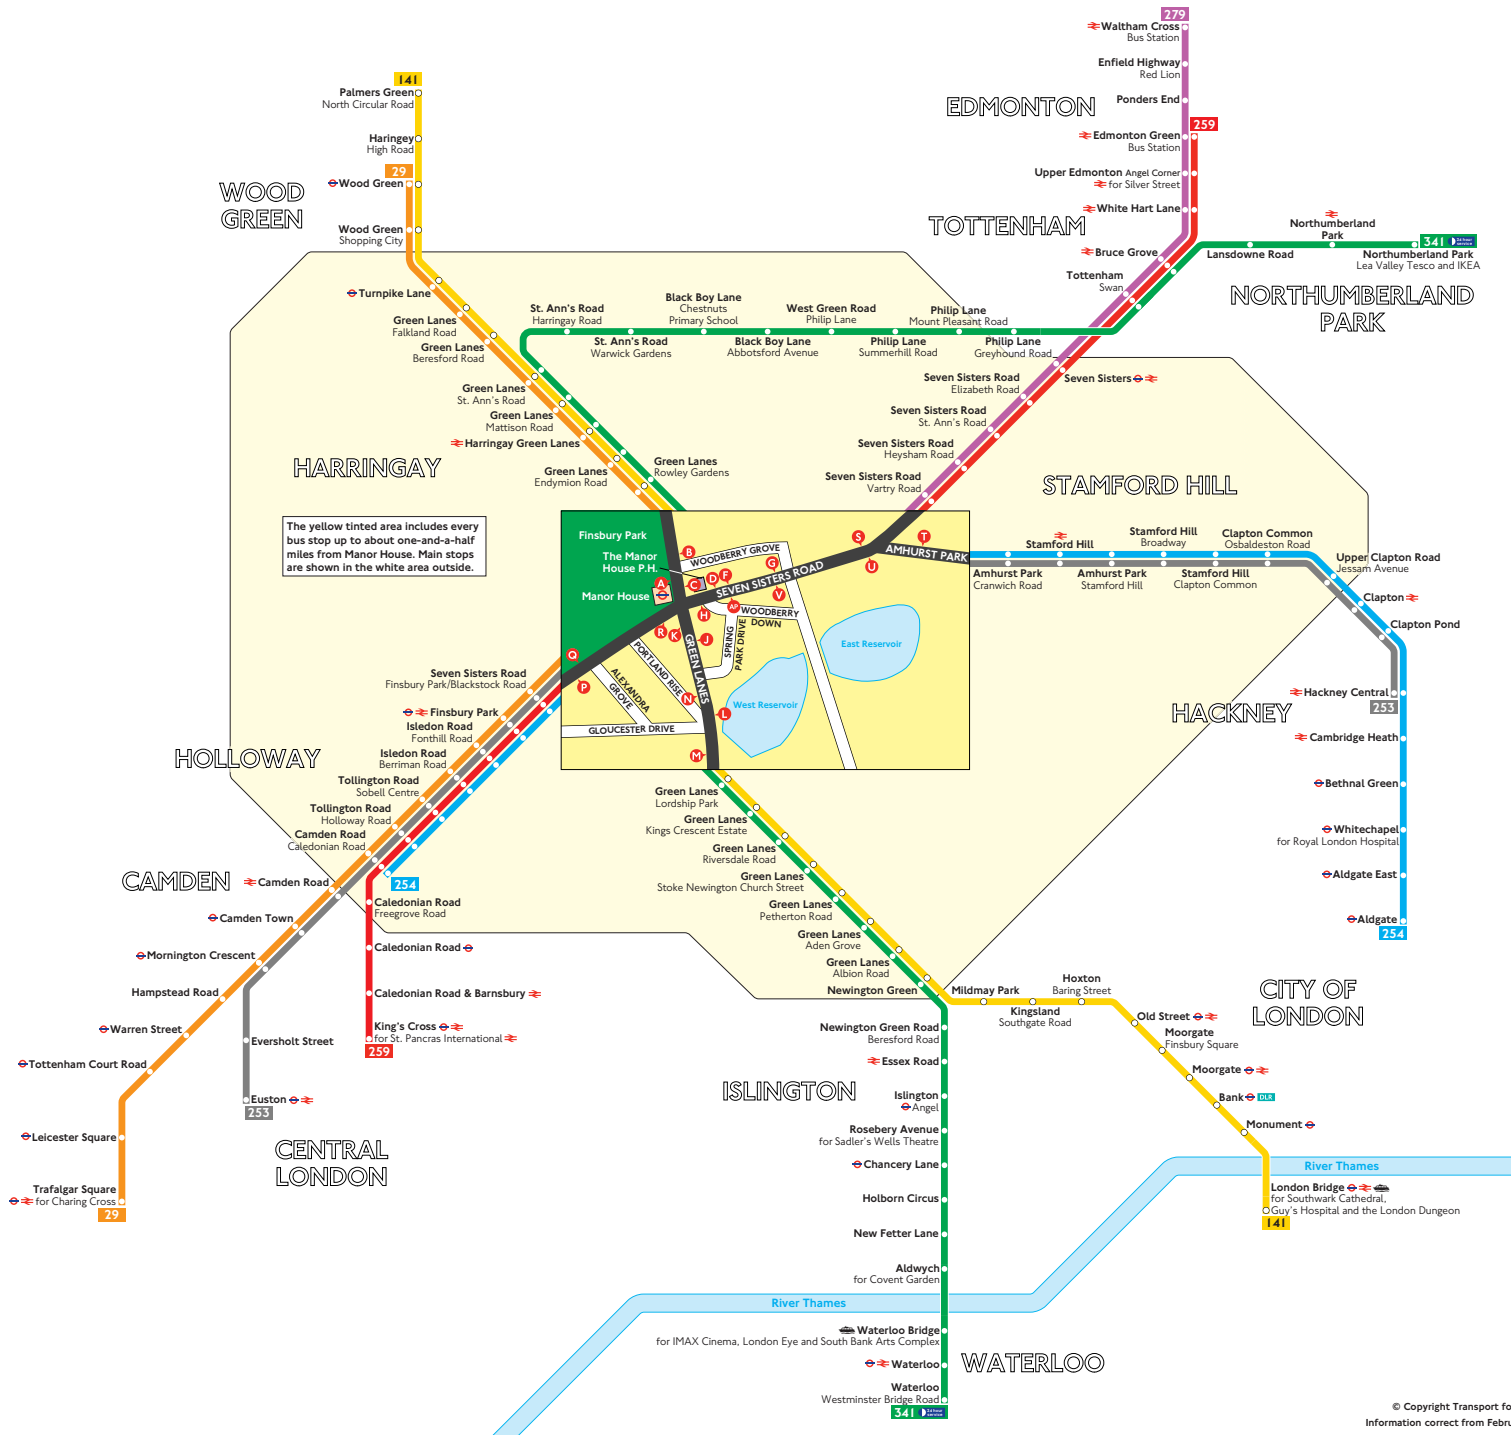 279
Waltham Cross
Bus Station
Enfield Highway
Red Lion
Ponders End
EDMONTON
259
Edmonton Green
Bus Station
Upper Edmonton Angel Corner
for Silver Street
White Hart Lane
TOTTENHAM
Bruce Grove
Tottenham
Swan
Northumberland
Park
Lansdowne Road
341 24 hour
service
Northumberland Park
Lea Valley Tesco and IKEA
NORTHUMBERLAND
PARK
141
Palmers Green
North Circular Road
Haringey
High Road
29
Wood Green
WOOD
GREEN
Wood Green
Shopping City
Turnpike Lane
Green Lanes
Falkland Road
Green Lanes
Beresford Road
Green Lanes
St. Ann's Road
Green Lanes
Mattison Road
Harringay Green Lanes
Green Lanes
Endymion Road
Green Lanes
Rowley Gardens
HARRINGAY
St. Ann's Road
Harringay Road
St. Ann's Road
Warwick Gardens
Black Boy Lane
Chestnuts
Primary School
Black Boy Lane
Abbotsford Avenue
West Green Road
Philip Lane
Philip Lane
Summerhill Road
Philip Lane
Mount Pleasant Road
Philip Lane
Greyhound Road
Seven Sisters
Seven Sisters Road
Elizabeth Road
Seven Sisters Road
St. Ann's Road
Seven Sisters Road
Heysham Road
Seven Sisters Road
Vartry Road
STAMFORD HILL
The yellow tinted area includes every
bus stop up to about one-and-a-half
miles from Manor House. Main stops
are shown in the white area outside.
Finsbury Park
The Manor
House P.H.
Manor House
WOODBERRY GROVE
SEVEN SISTERS ROAD
AMHURST PARK
WOODBERRY
DOWN
SPRING
PARK DRIVE
GREEN LANES
PORTLAND RISE
ALEXANDRA
GROVE
GLOUCESTER DRIVE
East Reservoir
West Reservoir
A
B
C
D
F
G
H
J
K
L
M
N
P
Q
R
S
T
U
V
AP
Amhurst Park
Cranwich Road
Stamford Hill
Amhurst Park
Stamford Hill
Stamford Hill
Broadway
Stamford Hill
Clapton Common
Clapton Common
Osbaldeston Road
Upper Clapton Road
Jessam Avenue
Clapton
Clapton Pond
Hackney Central
253
HACKNEY
Cambridge Heath
Bethnal Green
Whitechapel
for Royal London Hospital
Aldgate East
Aldgate
254
Seven Sisters Road
Finsbury Park/Blackstock Road
Finsbury Park
Isledon Road
Fonthill Road
Isledon Road
Berriman Road
Tollington Road
Sobell Centre
Tollington Road
Holloway Road
Camden Road
Caledonian Road
HOLLOWAY
254
CAMDEN
Camden Road
Camden Town
Mornington Crescent
Hampstead Road
Warren Street
Tottenham Court Road
Leicester Square
Trafalgar Square
for Charing Cross
29
Eversholt Street
Euston
253
Caledonian Road
Freegrove Road
Caledonian Road
Caledonian Road & Barnsbury
King's Cross
for St. Pancras International
259
CENTRAL
LONDON
Green Lanes
Lordship Park
Green Lanes
Kings Crescent Estate
Green Lanes
Riversdale Road
Green Lanes
Stoke Newington Church Street
Green Lanes
Petherton Road
Green Lanes
Aden Grove
Green Lanes
Albion Road
Newington Green
Newington Green Road
Beresford Road
Essex Road
ISLINGTON
Islington
Angel
Rosebery Avenue
for Sadler's Wells Theatre
Chancery Lane
Holborn Circus
New Fetter Lane
Aldwych
for Covent Garden
River Thames
Waterloo Bridge
for IMAX Cinema, London Eye and South Bank Arts Complex
Waterloo
WATERLOO
Waterloo
Westminster Bridge Road
341 24 hour
service
Mildmay Park
Kingsland
Southgate Road
Hoxton
Baring Street
Old Street
Moorgate
Finsbury Square
Moorgate
Bank DLR
Monument
CITY OF
LONDON
River Thames
London Bridge
for Southwark Cathedral,
Guy's Hospital and the London Dungeon
141
© Copyright Transport fo
Information correct from Febru